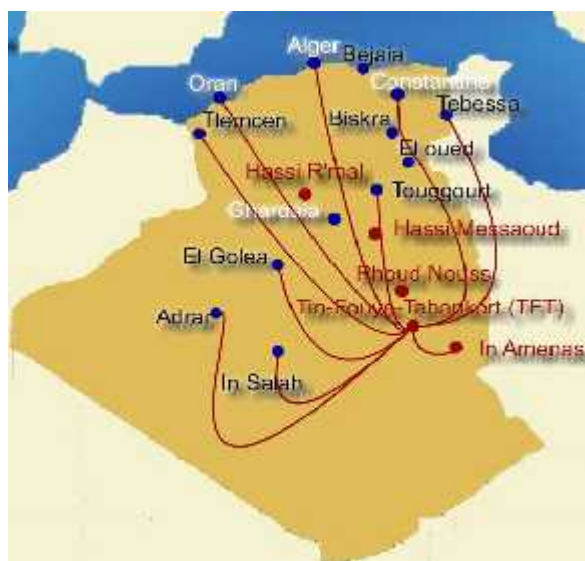 Alger
Bejaia
Oran
Constantine
Tebessa
Tlemcen
Biskra
El oued
Hassi R'mal
Touggourt
Ghardaia
Hassi Messaoud
El Golea
Rhoud Nouss
Tin-Fouye-Tabankort (TFT)
Adrar
In Amenas
In Salah